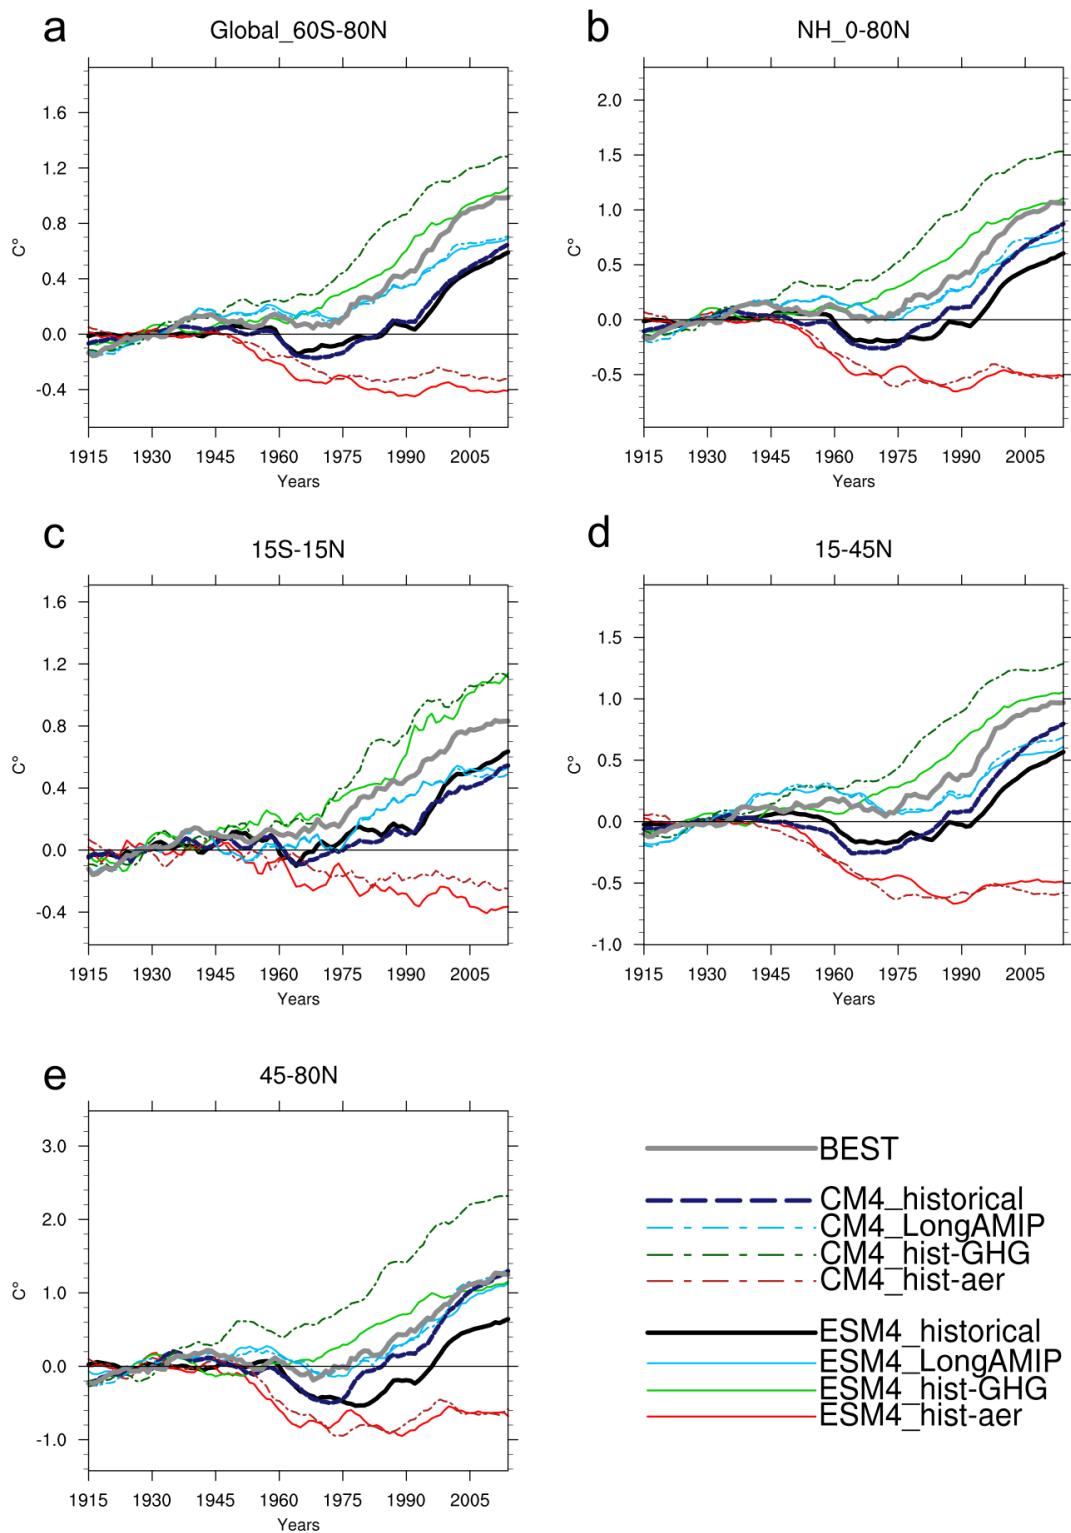 a
Global_60S-80N
1.6
1.2
0.8
0.4
0.0
-0.4
C°
1915 1930 1945 1960 1975 1990 2005
Years
b
NH_0-80N
2.0
1.5
1.0
0.5
0.0
-0.5
C°
1915 1930 1945 1960 1975 1990 2005
Years
c
15S-15N
1.6
1.2
0.8
0.4
0.0
-0.4
C°
1915 1930 1945 1960 1975 1990 2005
Years
d
15-45N
1.5
1.0
0.5
0.0
-0.5
-1.0
C°
1915 1930 1945 1960 1975 1990 2005
Years
e
45-80N
3.0
2.0
1.0
0.0
-1.0
C°
1915 1930 1945 1960 1975 1990 2005
Years
BEST
CM4_historical
CM4_LongAMIP
CM4_hist-GHG
CM4_hist-aer
ESM4_historical
ESM4_LongAMIP
ESM4_hist-GHG
ESM4_hist-aer